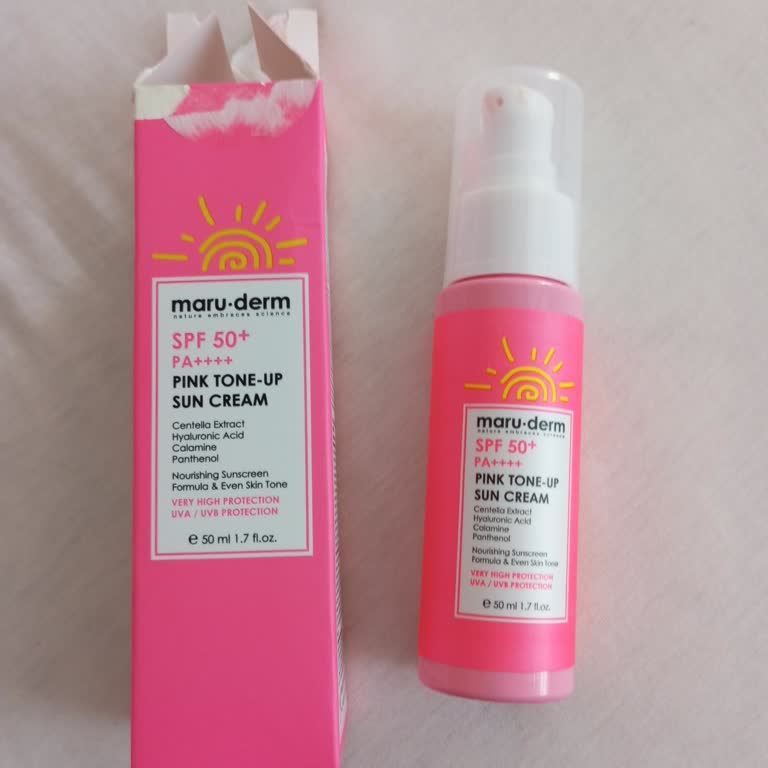 maru·derm
nature embraces science
SPF 50+
PA++++
PINK TONE-UP
SUN CREAM
Centella Extract
Hyaluronic Acid
Calamine
Panthenol
Nourishing Sunscreen
Formula & Even Skin Tone
VERY HIGH PROTECTION
UVA / UVB PROTECTION
e 50 ml 1.7 fl.oz.
maru·derm
nature embraces science
SPF 50+
PA++++
PINK TONE-UP
SUN CREAM
Centella Extract
Hyaluronic Acid
Calamine
Panthenol
Nourishing Sunscreen
Formula & Even Skin Tone
VERY HIGH PROTECTION
UVA / UVB PROTECTION
e 50 ml 1.7 fl.oz.